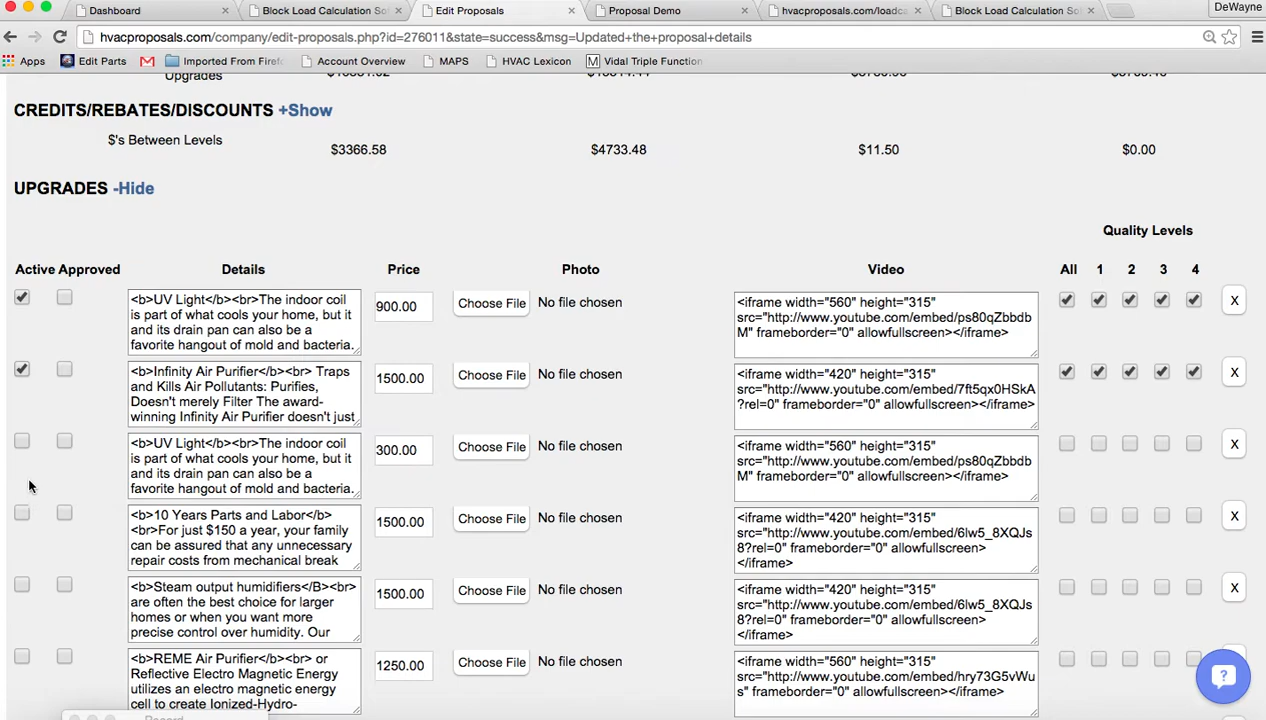 Dashboard
Block Load Calculation So
Edit Proposals
Proposal Demo
hvacproposals.com/loadc
Block Load Calculation So
DeWayne
hvacproposals.com/company/edit-proposals.php?id=276011&state=success&msg=Updated+the+proposal+details
Apps
Edit Parts
Imported From Firef
Account Overview
MAPS
HVAC Lexicon
Vidal Triple Function
Upgrades
CREDITS/REBATES/DISCOUNTS +Show
$'s Between Levels
$3366.58
$4733.48
$11.50
$0.00
UPGRADES -Hide
Quality Levels
Active Approved Details Price Photo Video All 1 2 3 4
<b>UV Light</b><br>The indoor coil
is part of what cools your home, but it
and its drain pan can also be a
favorite hangout of mold and bacteria.
900.00
Choose File No file chosen
<iframe width="560" height="315"
src="http://www.youtube.com/embed/ps80qZbbdb
M" frameborder="0" allowfullscreen></iframe>
X
<b>Infinity Air Purifier</b><br> Traps
and Kills Air Pollutants: Purifies,
Doesn't merely Filter The award-
winning Infinity Air Purifier doesn't just
1500.00
Choose File No file chosen
<iframe width="420" height="315"
src="http://www.youtube.com/embed/7ft5qx0HSkA
?rel=0" frameborder="0" allowfullscreen></iframe>
X
<b>UV Light</b><br>The indoor coil
is part of what cools your home, but it
and its drain pan can also be a
favorite hangout of mold and bacteria.
300.00
Choose File No file chosen
<iframe width="560" height="315"
src="http://www.youtube.com/embed/ps80qZbbdb
M" frameborder="0" allowfullscreen></iframe>
X
<b>10 Years Parts and Labor</b>
<br>For just $150 a year, your family
can be assured that any unnecessary
repair costs from mechanical break
1500.00
Choose File No file chosen
<iframe width="420" height="315"
src="http://www.youtube.com/embed/6lw5_8XQJs
8?rel=0" frameborder="0" allowfullscreen>
</iframe>
X
<b>Steam output humidifiers</B><br>
are often the best choice for larger
homes or when you want more
precise control over humidity. Our
1500.00
Choose File No file chosen
<iframe width="420" height="315"
src="http://www.youtube.com/embed/6lw5_8XQJs
8?rel=0" frameborder="0" allowfullscreen>
</iframe>
X
<b>REME Air Purifier</b><br> or
Reflective Electro Magnetic Energy
utilizes an electro magnetic energy
cell to create Ionized-Hydro-
1250.00
Choose File No file chosen
<iframe width="560" height="315"
src="http://www.youtube.com/embed/hry73G5vWu
s" frameborder="0" allowfullscreen></iframe>